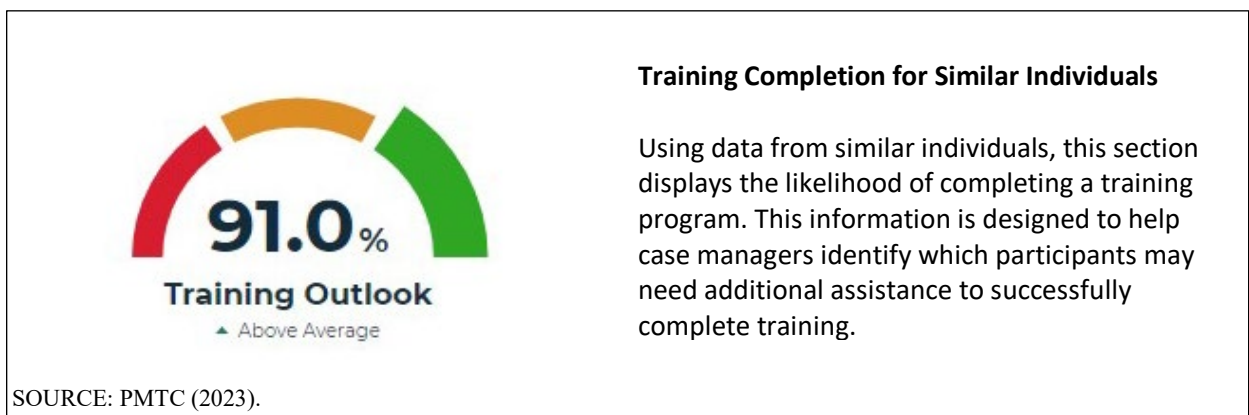 91.0%
Training Outlook
▲ Above Average
Training Completion for Similar Individuals
Using data from similar individuals, this section
displays the likelihood of completing a training
program. This information is designed to help
case managers identify which participants may
need additional assistance to successfully
complete training.
SOURCE: PMTC (2023).